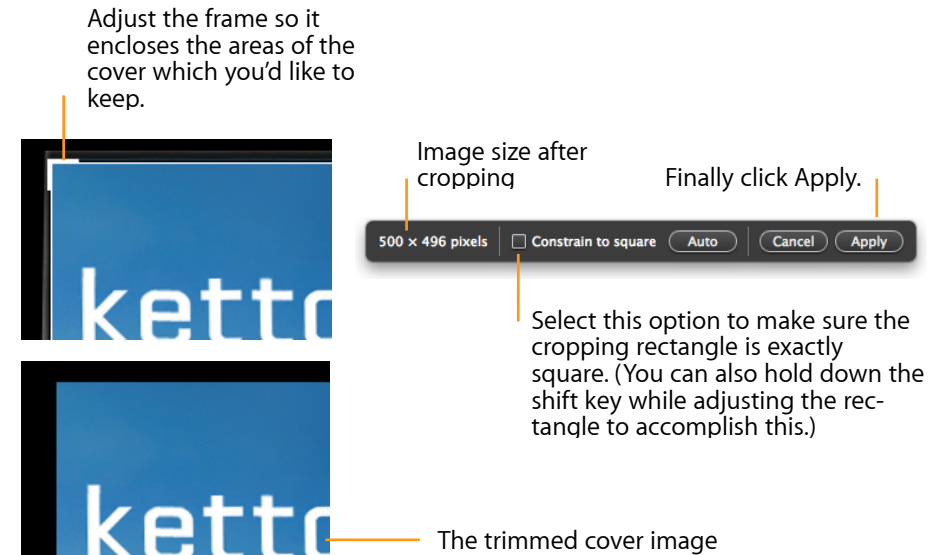 Adjust the frame so it
encloses the areas of the
cover which you’d like to
keep.
Image size after
cropping
Finally click Apply.
500 × 496 pixels
Constrain to square
Auto
Cancel
Apply
ketto
Select this option to make sure the
cropping rectangle is exactly
square. (You can also hold down the
shift key while adjusting the rec-
tangle to accomplish this.)
ketto
The trimmed cover image